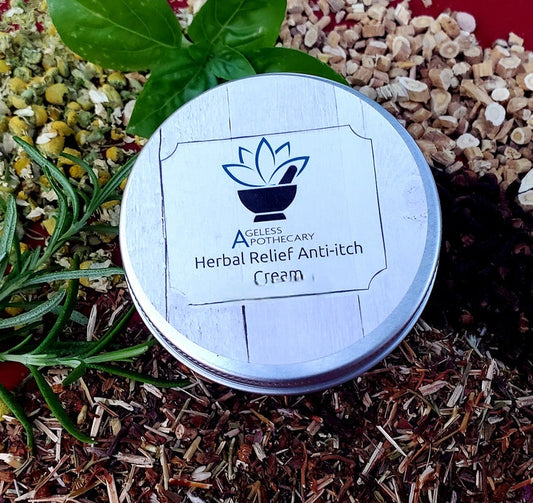 AGELESS
APOTHECARY
Herbal Relief Anti-itch
Cream